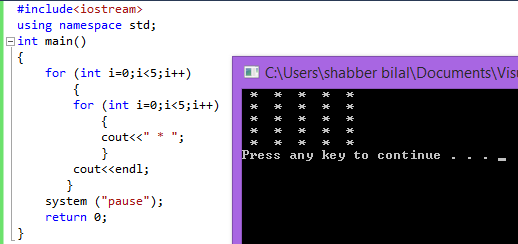 #include<iostream>
using namespace std;
int main()
{
for (int i=0;i<5;i++)
{
for (int i=0;i<5;i++)
{
cout<<" * ";
}
cout<<endl;
}
system ("pause");
return 0;
}
C:\Users\shabber bilal\Documents\Visu
* * * * *
* * * * *
* * * * *
* * * * *
* * * * *
Press any key to continue . . . _